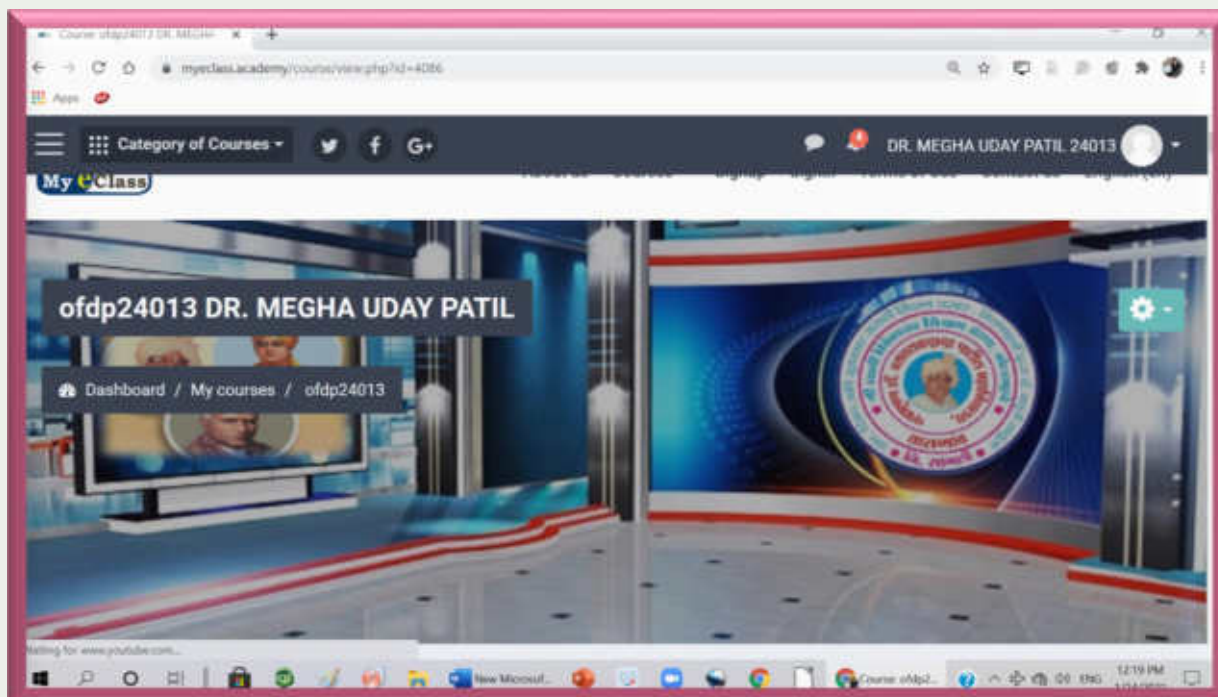 Course: ofdp24013 DR. MEGHA
myeclass.academy/course/view.php?id=4086
Apps
Category of Courses
G+
DR. MEGHA UDAY PATIL 24013
My eClass
ofdp24013 DR. MEGHA UDAY PATIL
Dashboard / My courses / ofdp24013
Waiting for www.youtube.com...
New Microsof...
Course: ofdp2...
ENG
12:19 PM